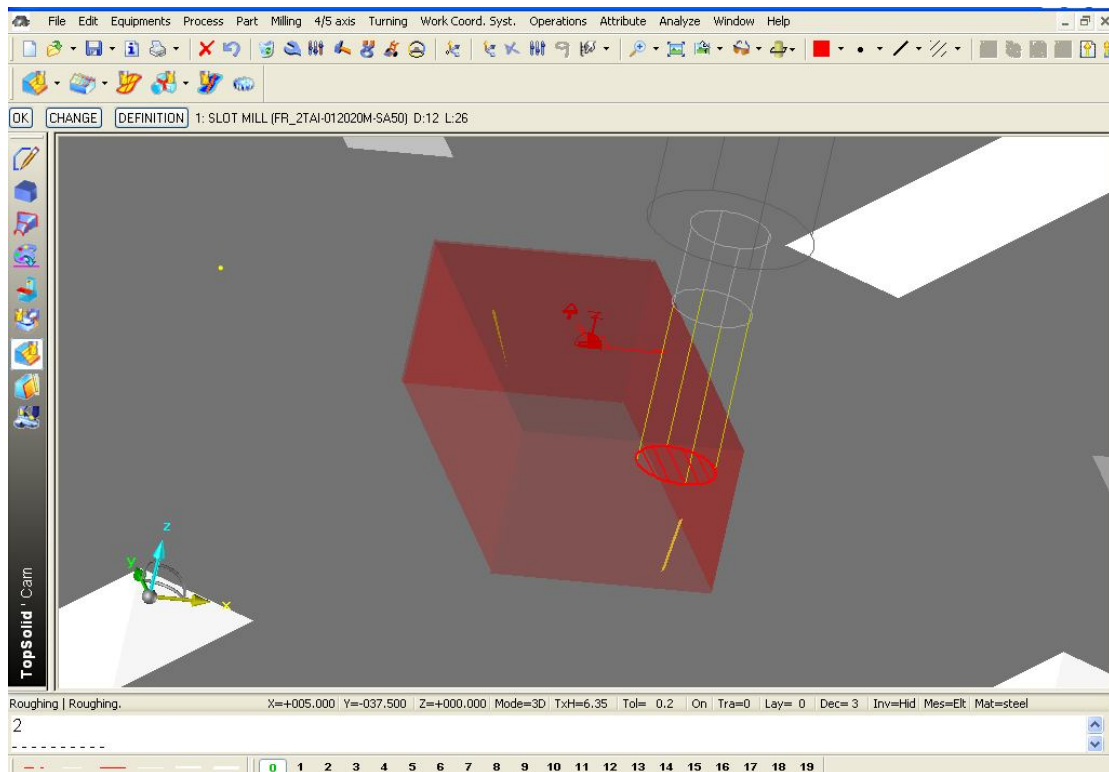 File Edit Equipments Process Part Milling 4/5 axis Turning Work Coord. Syst. Operations Attribute Analyze Window Help
OK CHANGE DEFINITION 1: SLOT MILL (FR_2TAI-012020M-SA50) D:12 L:26
z
y
x
z
TopSolid ' Cam
Roughing | Roughing. X=+005.000 Y=-037.500 Z=+000.000 Mode=3D TxH=6.35 Tol= 0.2 On Tra=0 Lay= 0 Dec= 3 Inv=Hid Mes=Elt Mat=steel
2
----------
0 1 2 3 4 5 6 7 8 9 10 11 12 13 14 15 16 17 18 19